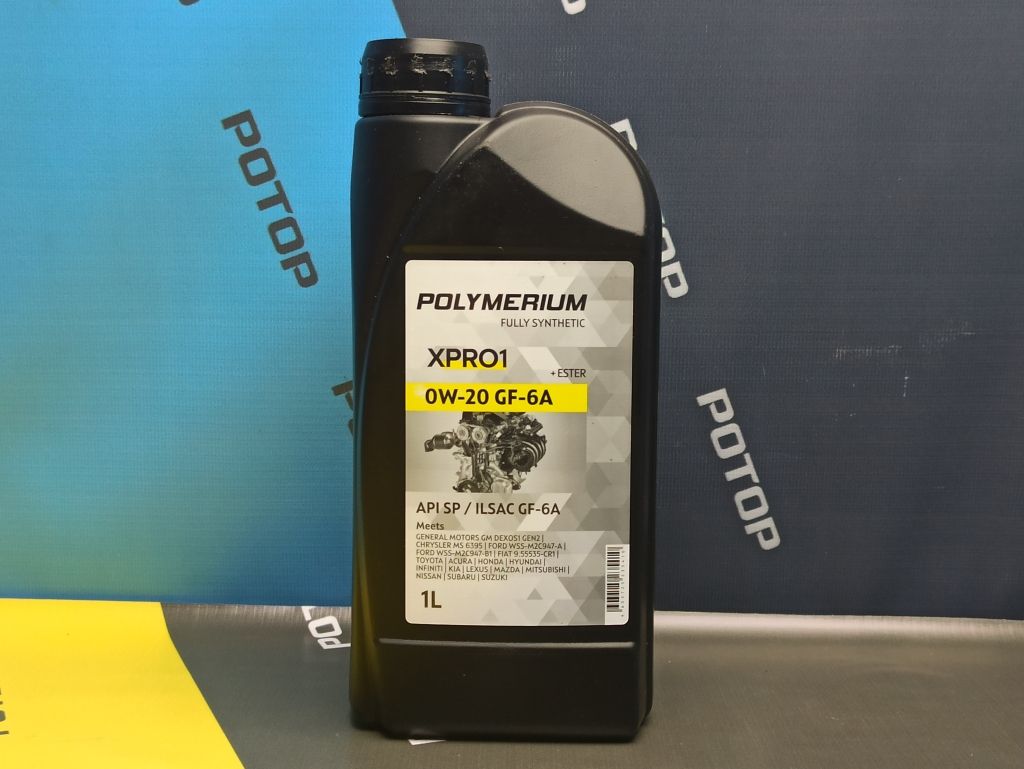 POLYMERIUM
FULLY SYNTHETIC
XPRO1
+ ESTER
0W-20 GF-6A
API SP / ILSAC GF-6A
Meets
GENERAL MOTORS GM DEXOS1 GEN2 |
CHRYSLER MS 6395 | FORD WSS-M2C947-A |
FORD WSS-M2C947-B1 | FIAT 9.55535-CR1 |
TOYOTA | ACURA | HONDA | HYUNDAI |
INFINITI | KIA | LEXUS | MAZDA | MITSUBISHI |
NISSAN | SUBARU | SUZUKI
1L
РОТОР
РОТОР
РОТОР